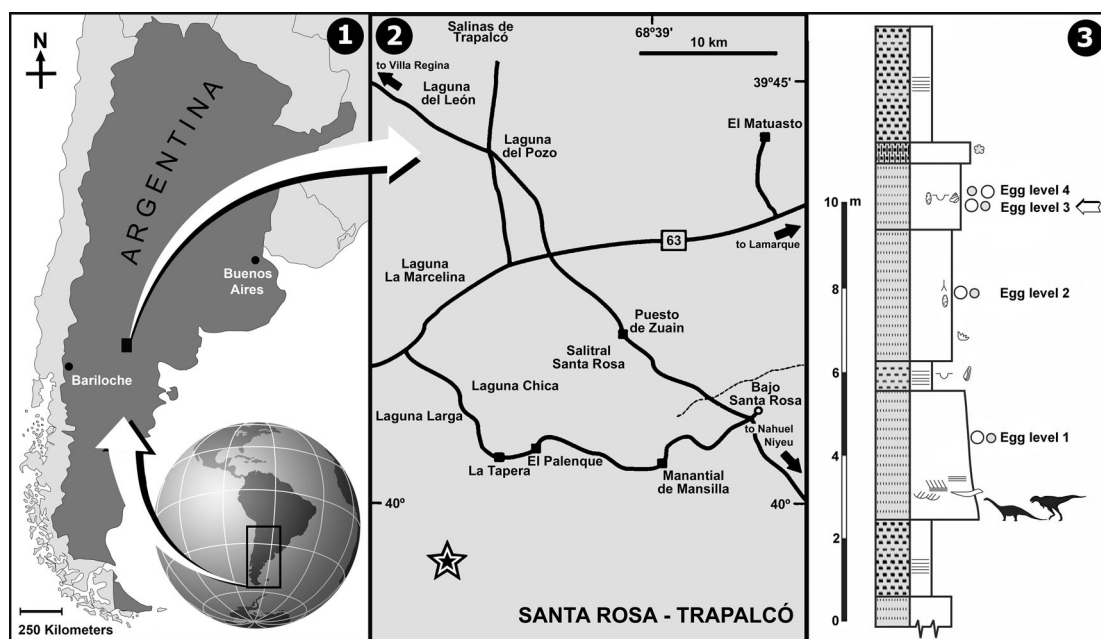 1
N
ARGENTINA
Buenos
Aires
Bariloche
250 Kilometers
2
Salinas de
Trapalcó
68º39'
10 km
to Villa Regina
39º45'
Laguna
del León
El Matuasto
Laguna
del Pozo
63
to Lamarque
Laguna
La Marcelina
Puesto
de Zuain
Salitral
Santa Rosa
Laguna Chica
Bajo
Santa Rosa
Laguna Larga
to Nahuel
Niyeu
La Tapera
El Palenque
Manantial
de Mansilla
40º
40º
SANTA ROSA - TRAPALCÓ
3
Egg level 4
10 m
Egg level 3
8
Egg level 2
6
Egg level 1
4
2
0